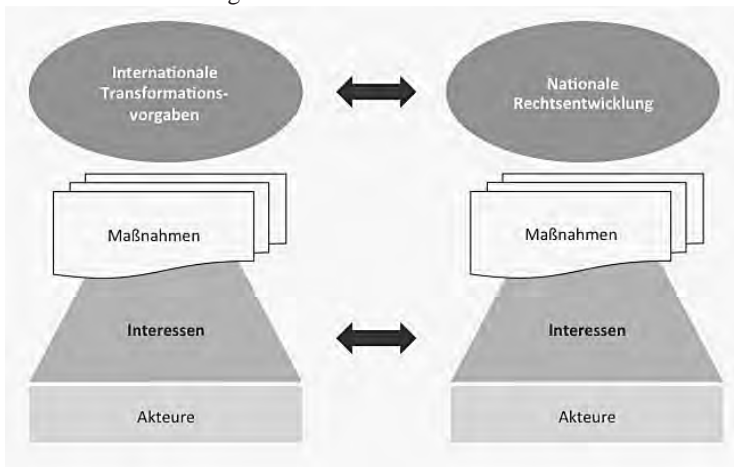 Internationale
Transformations-
vorgaben
Nationale
Rechtsentwicklung
Maßnahmen
Maßnahmen
Interessen
Interessen
Akteure
Akteure